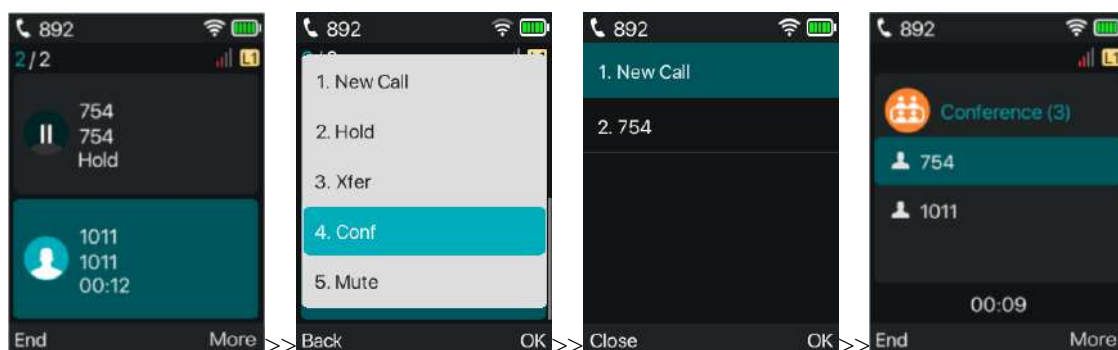 892
2/2
L1
754
754
Hold
1011
1011
00:12
End More
>>
892
1. New Call
2. Hold
3. Xfer
4. Conf
5. Mute
Back OK
>>
892
1. New Call
2. 754
Close OK
>>
892
L1
Conference (3)
754
1011
00:09
End More